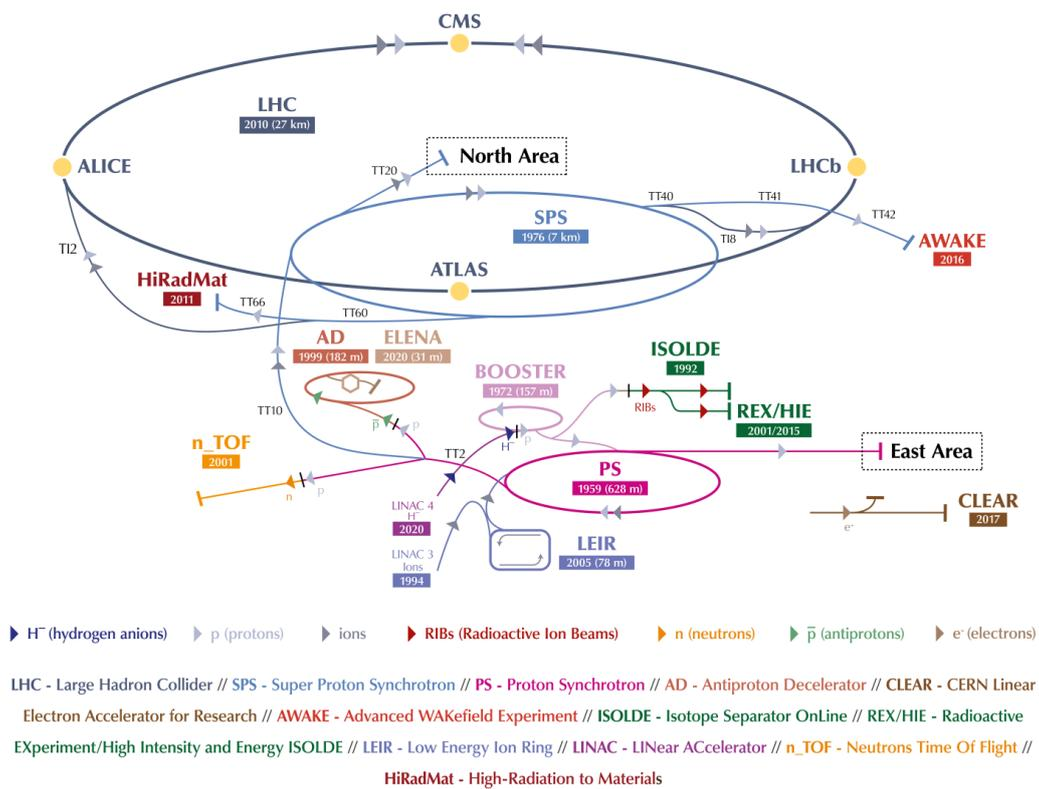 CMS
LHC
2010 (27 km)
North Area
TT20
ALICE
LHCb
TT40
TT41
SPS
1976 (7 km)
TI8
TT42
AWAKE
2016
TI2
ATLAS
HiRadMat
2011
TT66
TT60
AD
1999 (182 m)
ELENA
2020 (31 m)
ISOLDE
1992
BOOSTER
1972 (157 m)
RIBs
REX/HIE
2001/2015
TT10
p̅
p
p
H⁻
n_TOF
2001
TT2
East Area
PS
1959 (628 m)
n
p
LINAC 4
H⁻
2020
CLEAR
2017
e⁻
LINAC 3
Ions
1994
LEIR
2005 (78 m)
H⁻ (hydrogen anions) p (protons) ions RIBs (Radioactive Ion Beams) n (neutrons) p̅ (antiprotons) e⁻ (electrons)
LHC - Large Hadron Collider // SPS - Super Proton Synchrotron // PS - Proton Synchrotron // AD - Antiproton Decelerator // CLEAR - CERN Linear
Electron Accelerator for Research // AWAKE - Advanced WAKefield Experiment // ISOLDE - Isotope Separator OnLine // REX/HIE - Radioactive
EXperiment/High Intensity and Energy ISOLDE // LEIR - Low Energy Ion Ring // LINAC - LINear ACcelerator // n_TOF - Neutrons Time Of Flight //
HiRadMat - High-Radiation to Materials